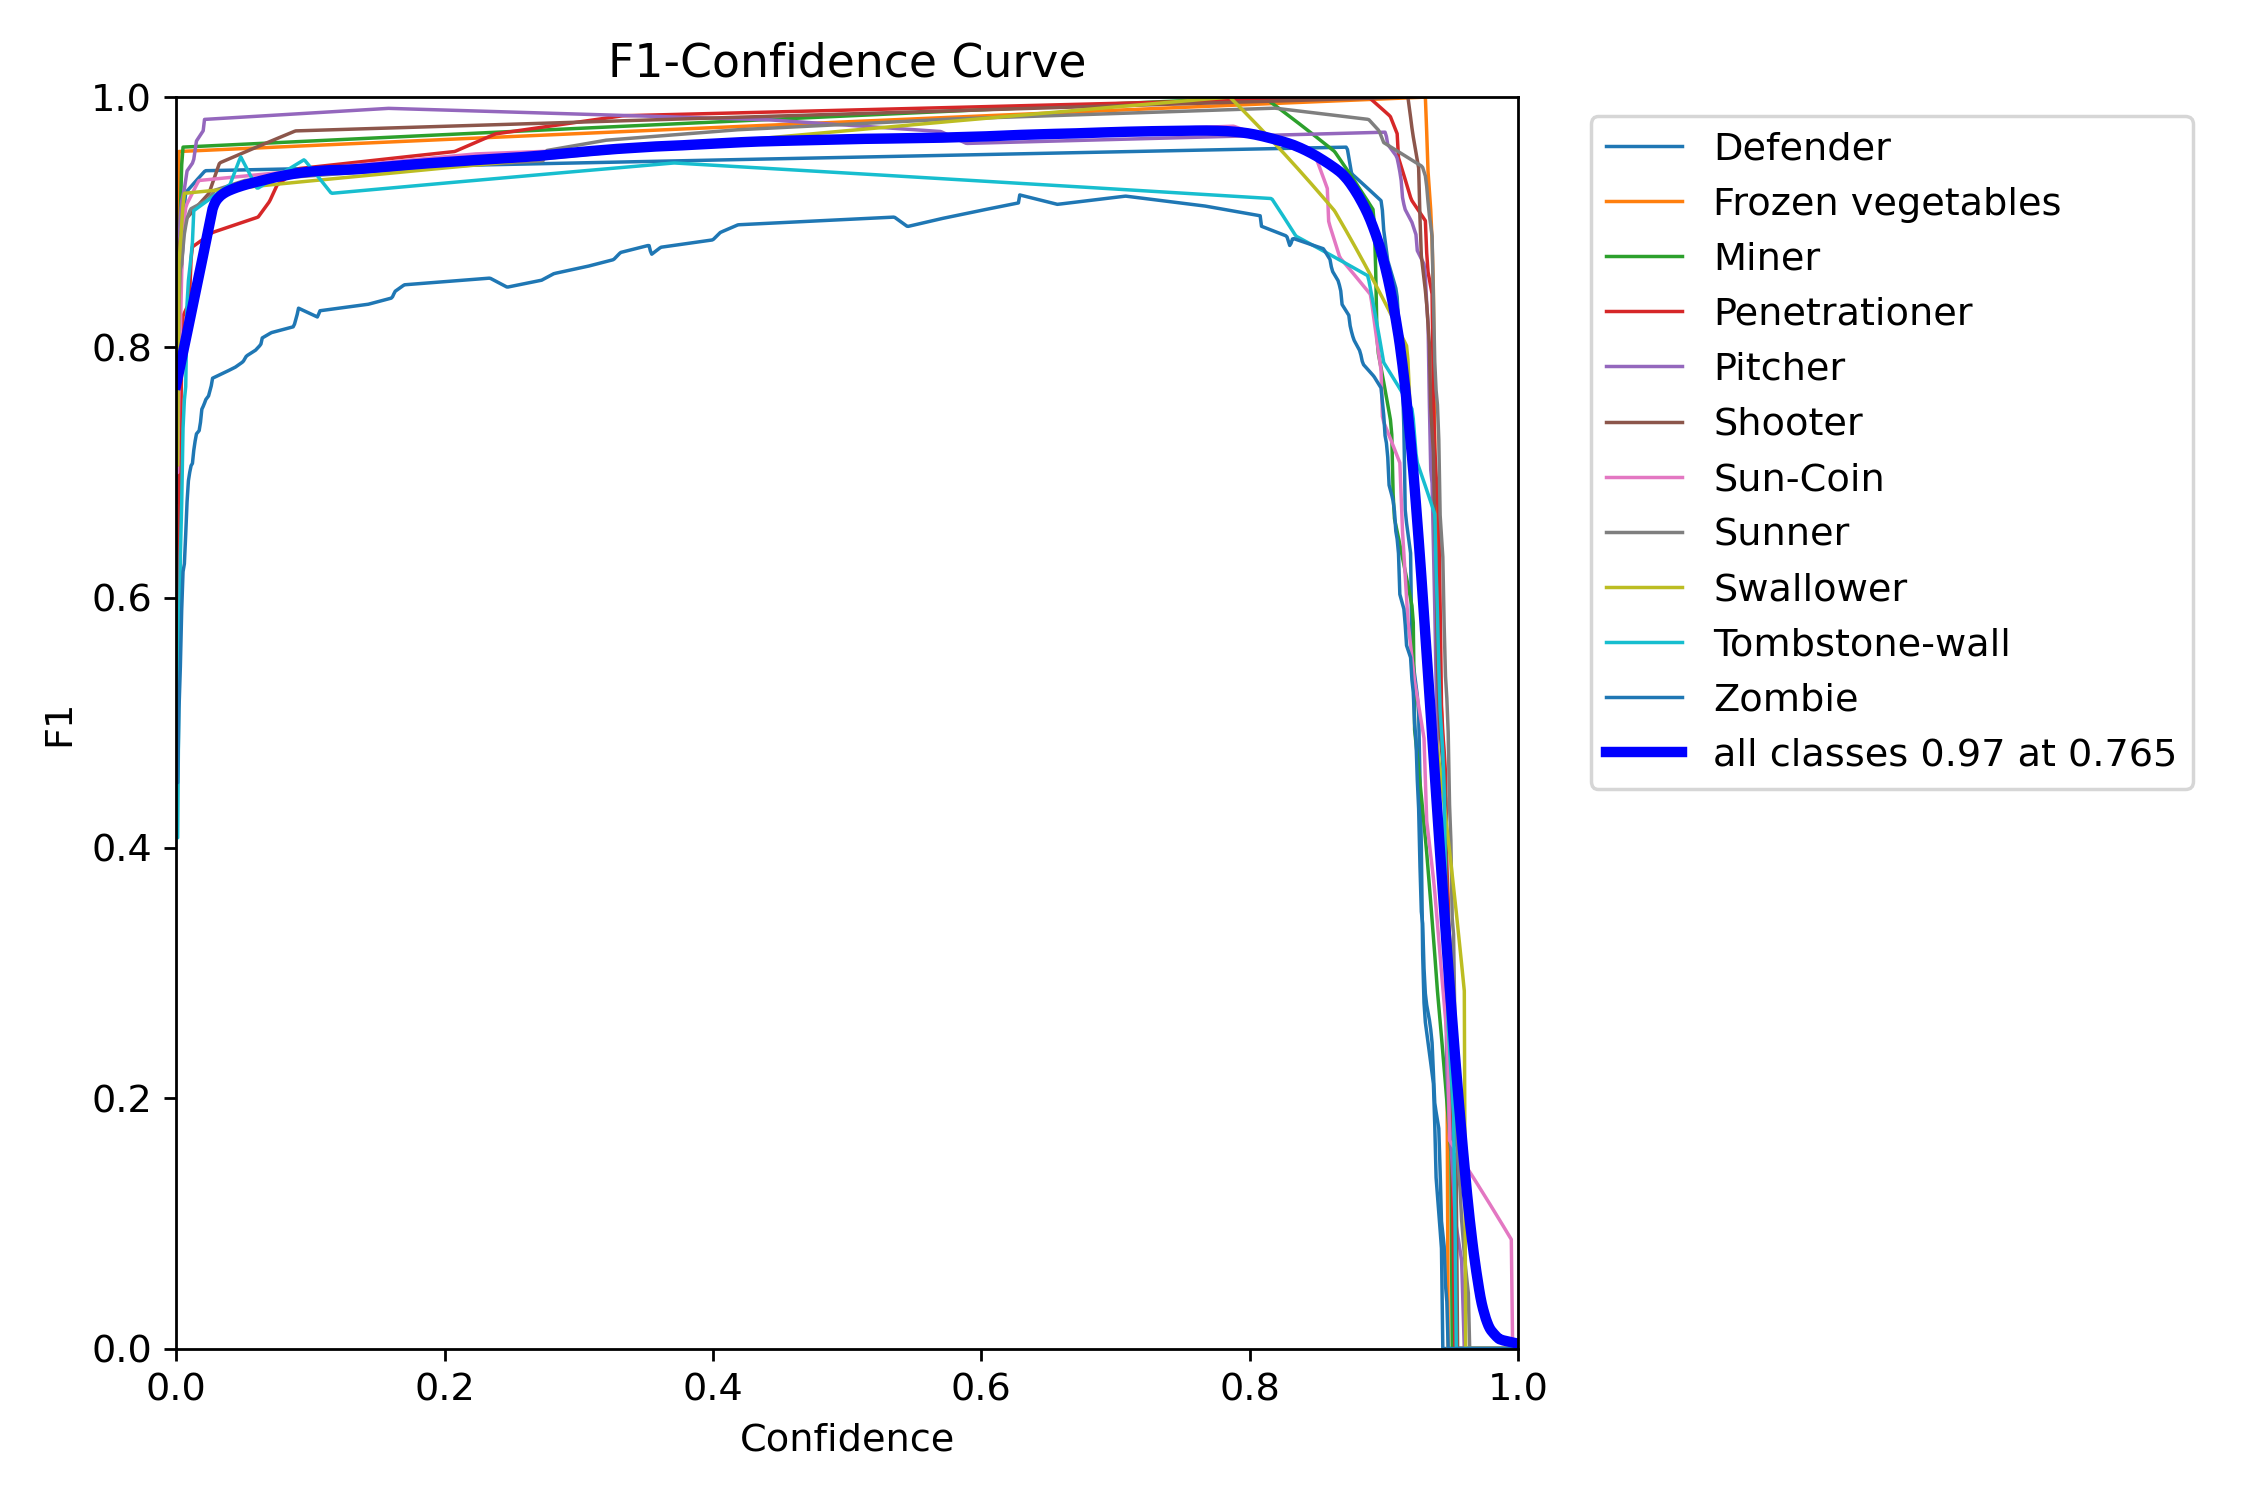 F1-Confidence Curve
1.0
0.8
0.6
0.4
0.2
0.0
F1
0.0 0.2 0.4 0.6 0.8 1.0
Confidence
Defender
Frozen vegetables
Miner
Penetrationer
Pitcher
Shooter
Sun-Coin
Sunner
Swallower
Tombstone-wall
Zombie
all classes 0.97 at 0.765